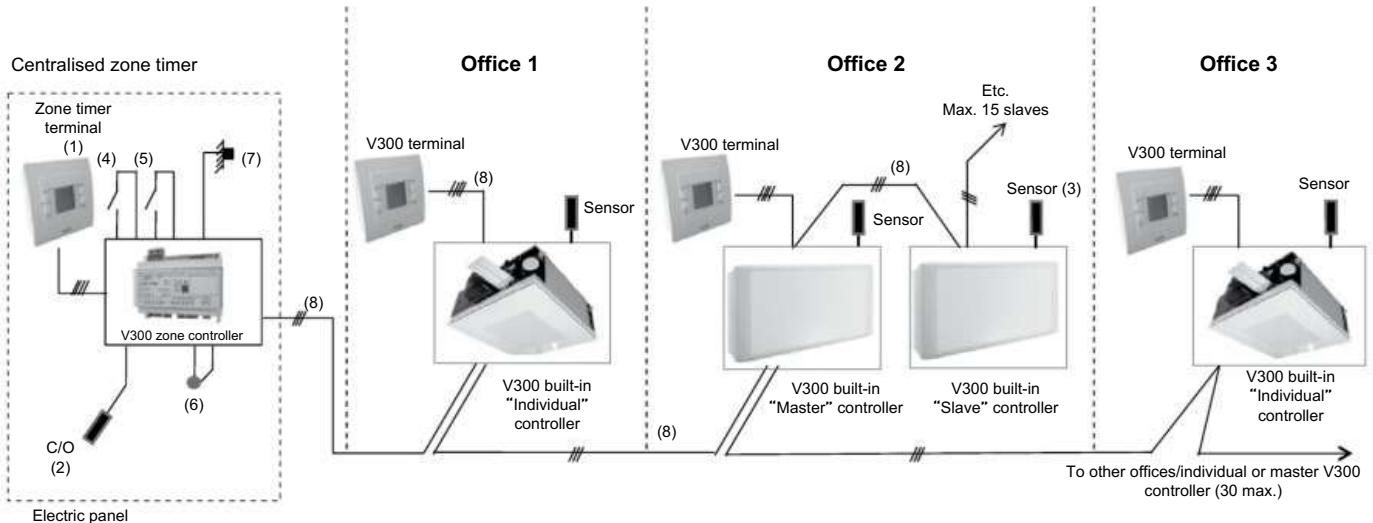 Centralised zone timer
Zone timer
terminal
(1)
(4)
(5)
(7)
V300 zone controller
(8)
(6)
C/O
(2)
Electric panel
Office 1
V300 terminal
(8)
Sensor
V300 built-in
“Individual”
controller
Office 2
Etc.
Max. 15 slaves
V300 terminal
(8)
Sensor
Sensor (3)
V300 built-in
“Master” controller
V300 built-in
“Slave” controller
(8)
Office 3
V300 terminal
Sensor
V300 built-in
“Individual”
controller
To other offices/individual or master V300
controller (30 max.)